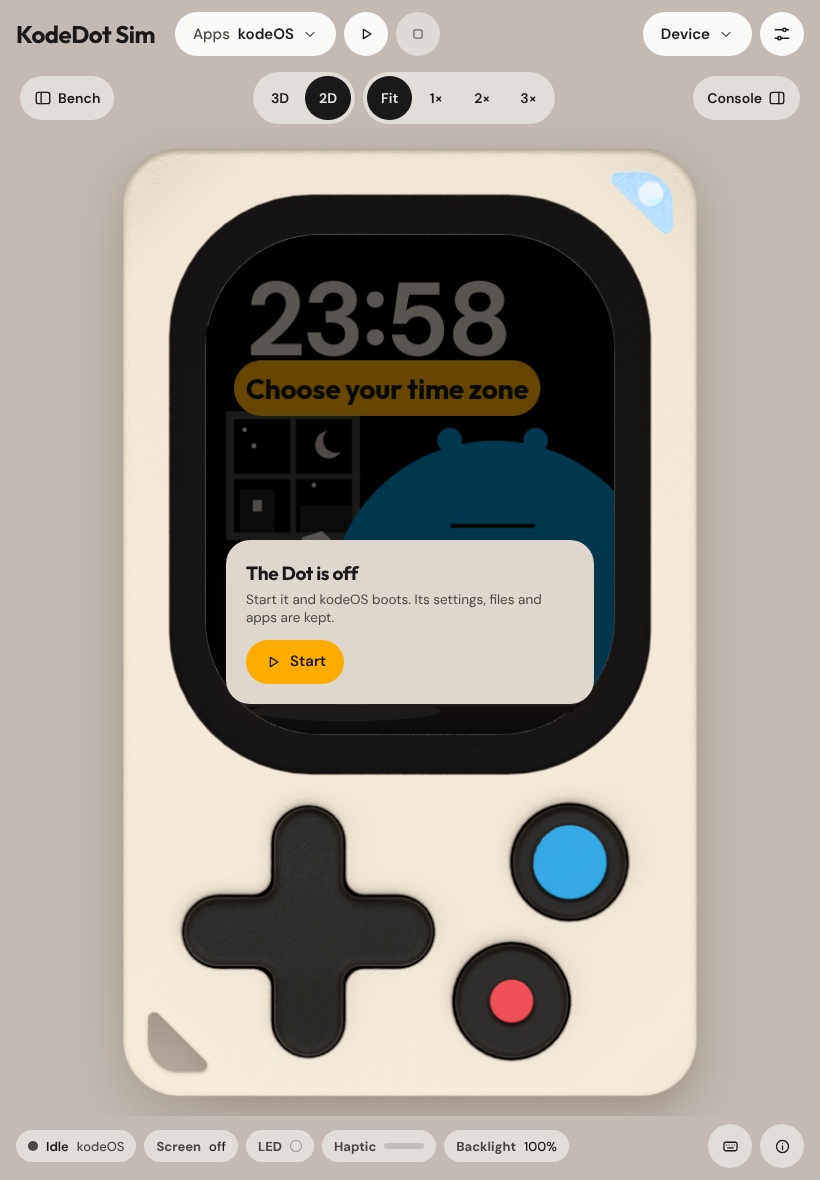 KodeDot Sim
Apps kodeOS
Device
Bench
3D 2D
Fit 1× 2× 3×
Console
23:58
Choose your time zone
The Dot is off
Start it and kodeOS boots. Its settings, files and
apps are kept.
Start
Idle kodeOS
Screen off
LED
Haptic
Backlight 100%